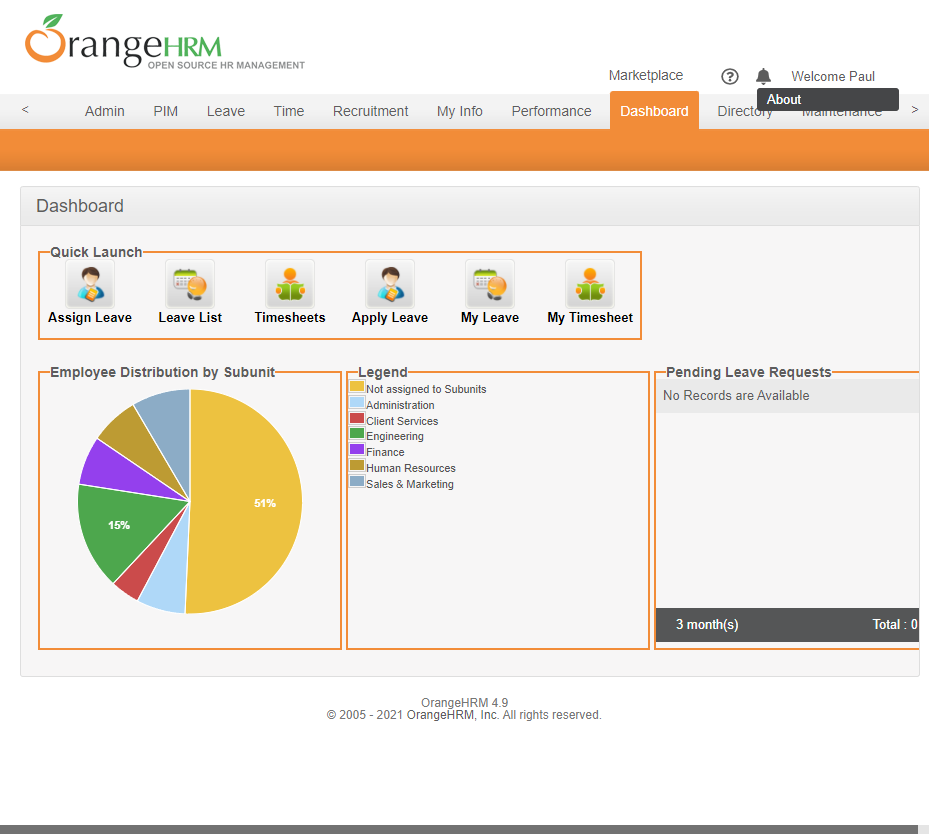 OrangeHRM
OPEN SOURCE HR MANAGEMENT
Marketplace ? Welcome Paul
About
< Admin PIM Leave Time Recruitment My Info Performance Dashboard Directory Maintenance >
Dashboard
Quick Launch
Assign Leave Leave List Timesheets Apply Leave My Leave My Timesheet
Employee Distribution by Subunit
51%
15%
Legend
Not assigned to Subunits
Administration
Client Services
Engineering
Finance
Human Resources
Sales & Marketing
Pending Leave Requests
No Records are Available
3 month(s) Total : 0
OrangeHRM 4.9
© 2005 - 2021 OrangeHRM, Inc. All rights reserved.